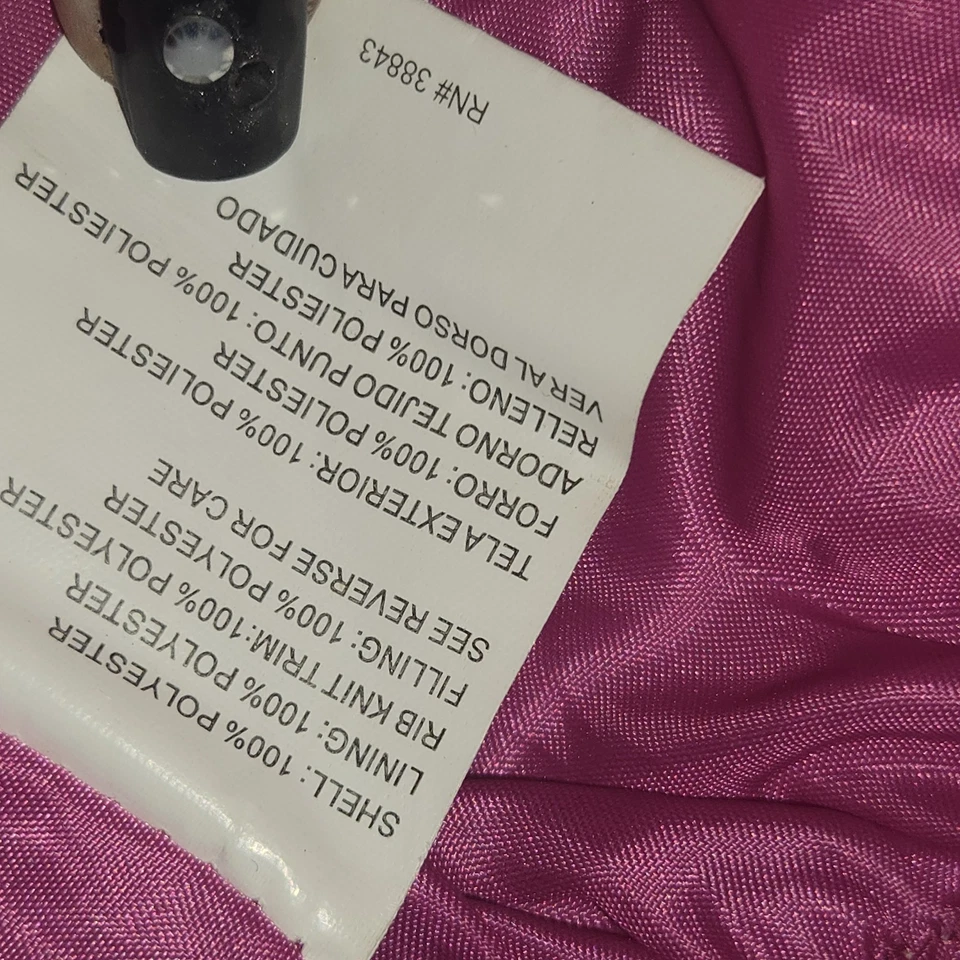 SHELL: 100% POLYESTER
LINING: 100% POLYESTER
RIB KNIT TRIM:100% POLYESTER
FILLING: 100% POLYESTER
SEE REVERSE FOR CARE
TELA EXTERIOR: 100% POLIESTER
FORRO: 100% POLIESTER
ADORNO TEJIDO PUNTO: 100% POLIESTER
RELLENO: 100% POLIESTER
VER AL DORSO PARA CUIDADO
RN# 38843